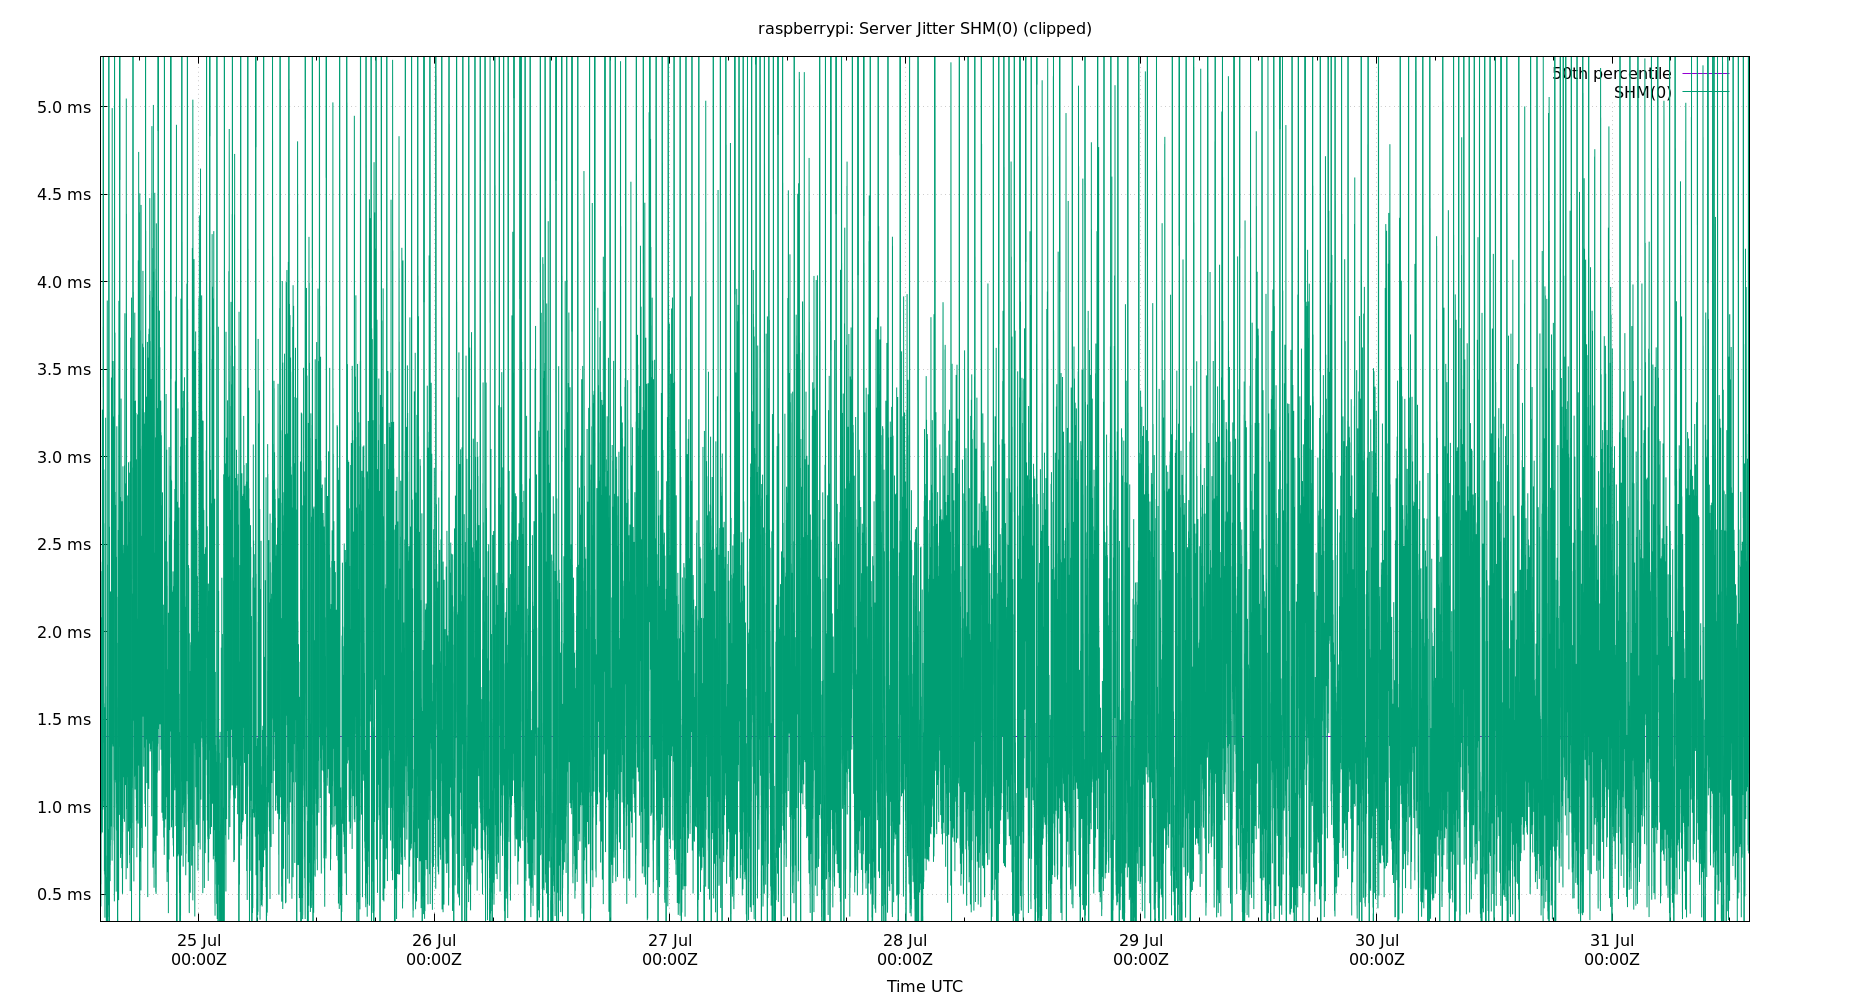 raspberrypi: Server Jitter SHM(0) (clipped)
50th percentile
SHM(0)
5.0 ms
4.5 ms
4.0 ms
3.5 ms
3.0 ms
2.5 ms
2.0 ms
1.5 ms
1.0 ms
0.5 ms
25 Jul 26 Jul 27 Jul 28 Jul 29 Jul 30 Jul 31 Jul
00:00Z 00:00Z 00:00Z 00:00Z 00:00Z 00:00Z 00:00Z
Time UTC